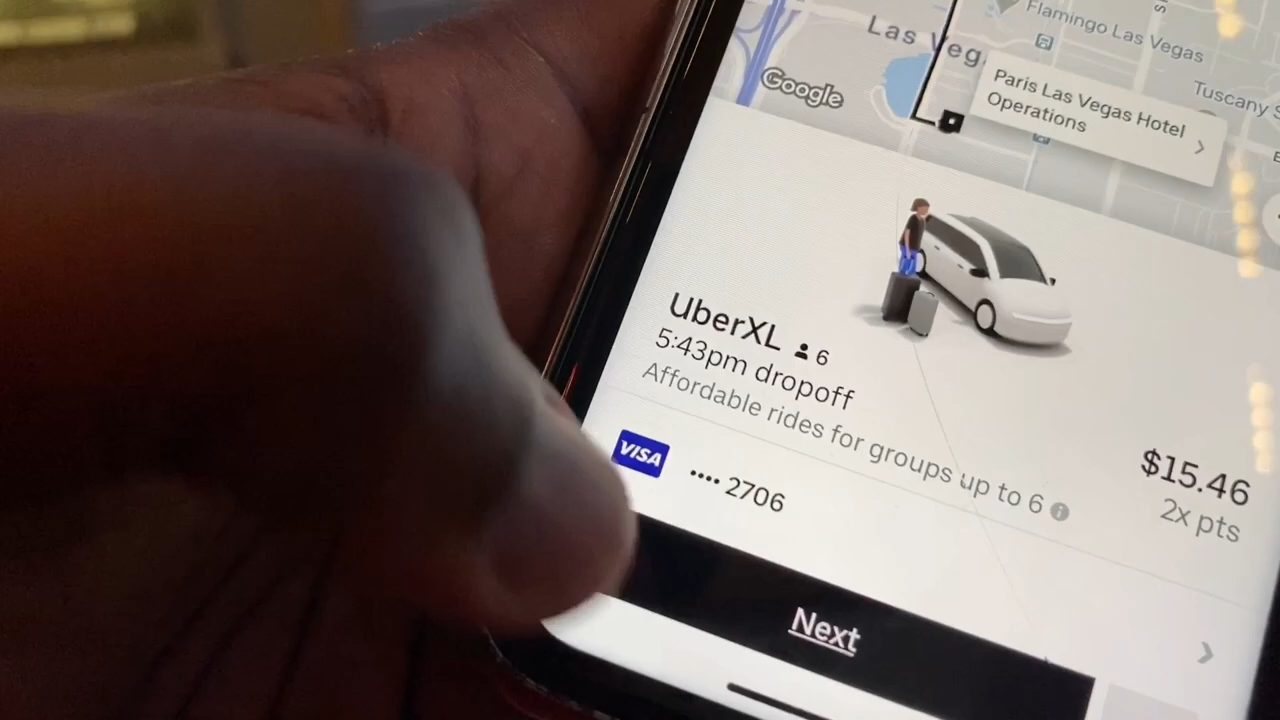 Flamingo Las Vegas
Las Veg
Google
Paris Las Vegas Hotel
Operations
Tuscany S
UberXL 6
5:43pm dropoff
Affordable rides for groups up to 6
$15.46
2x pts
VISA •••• 2706
Next